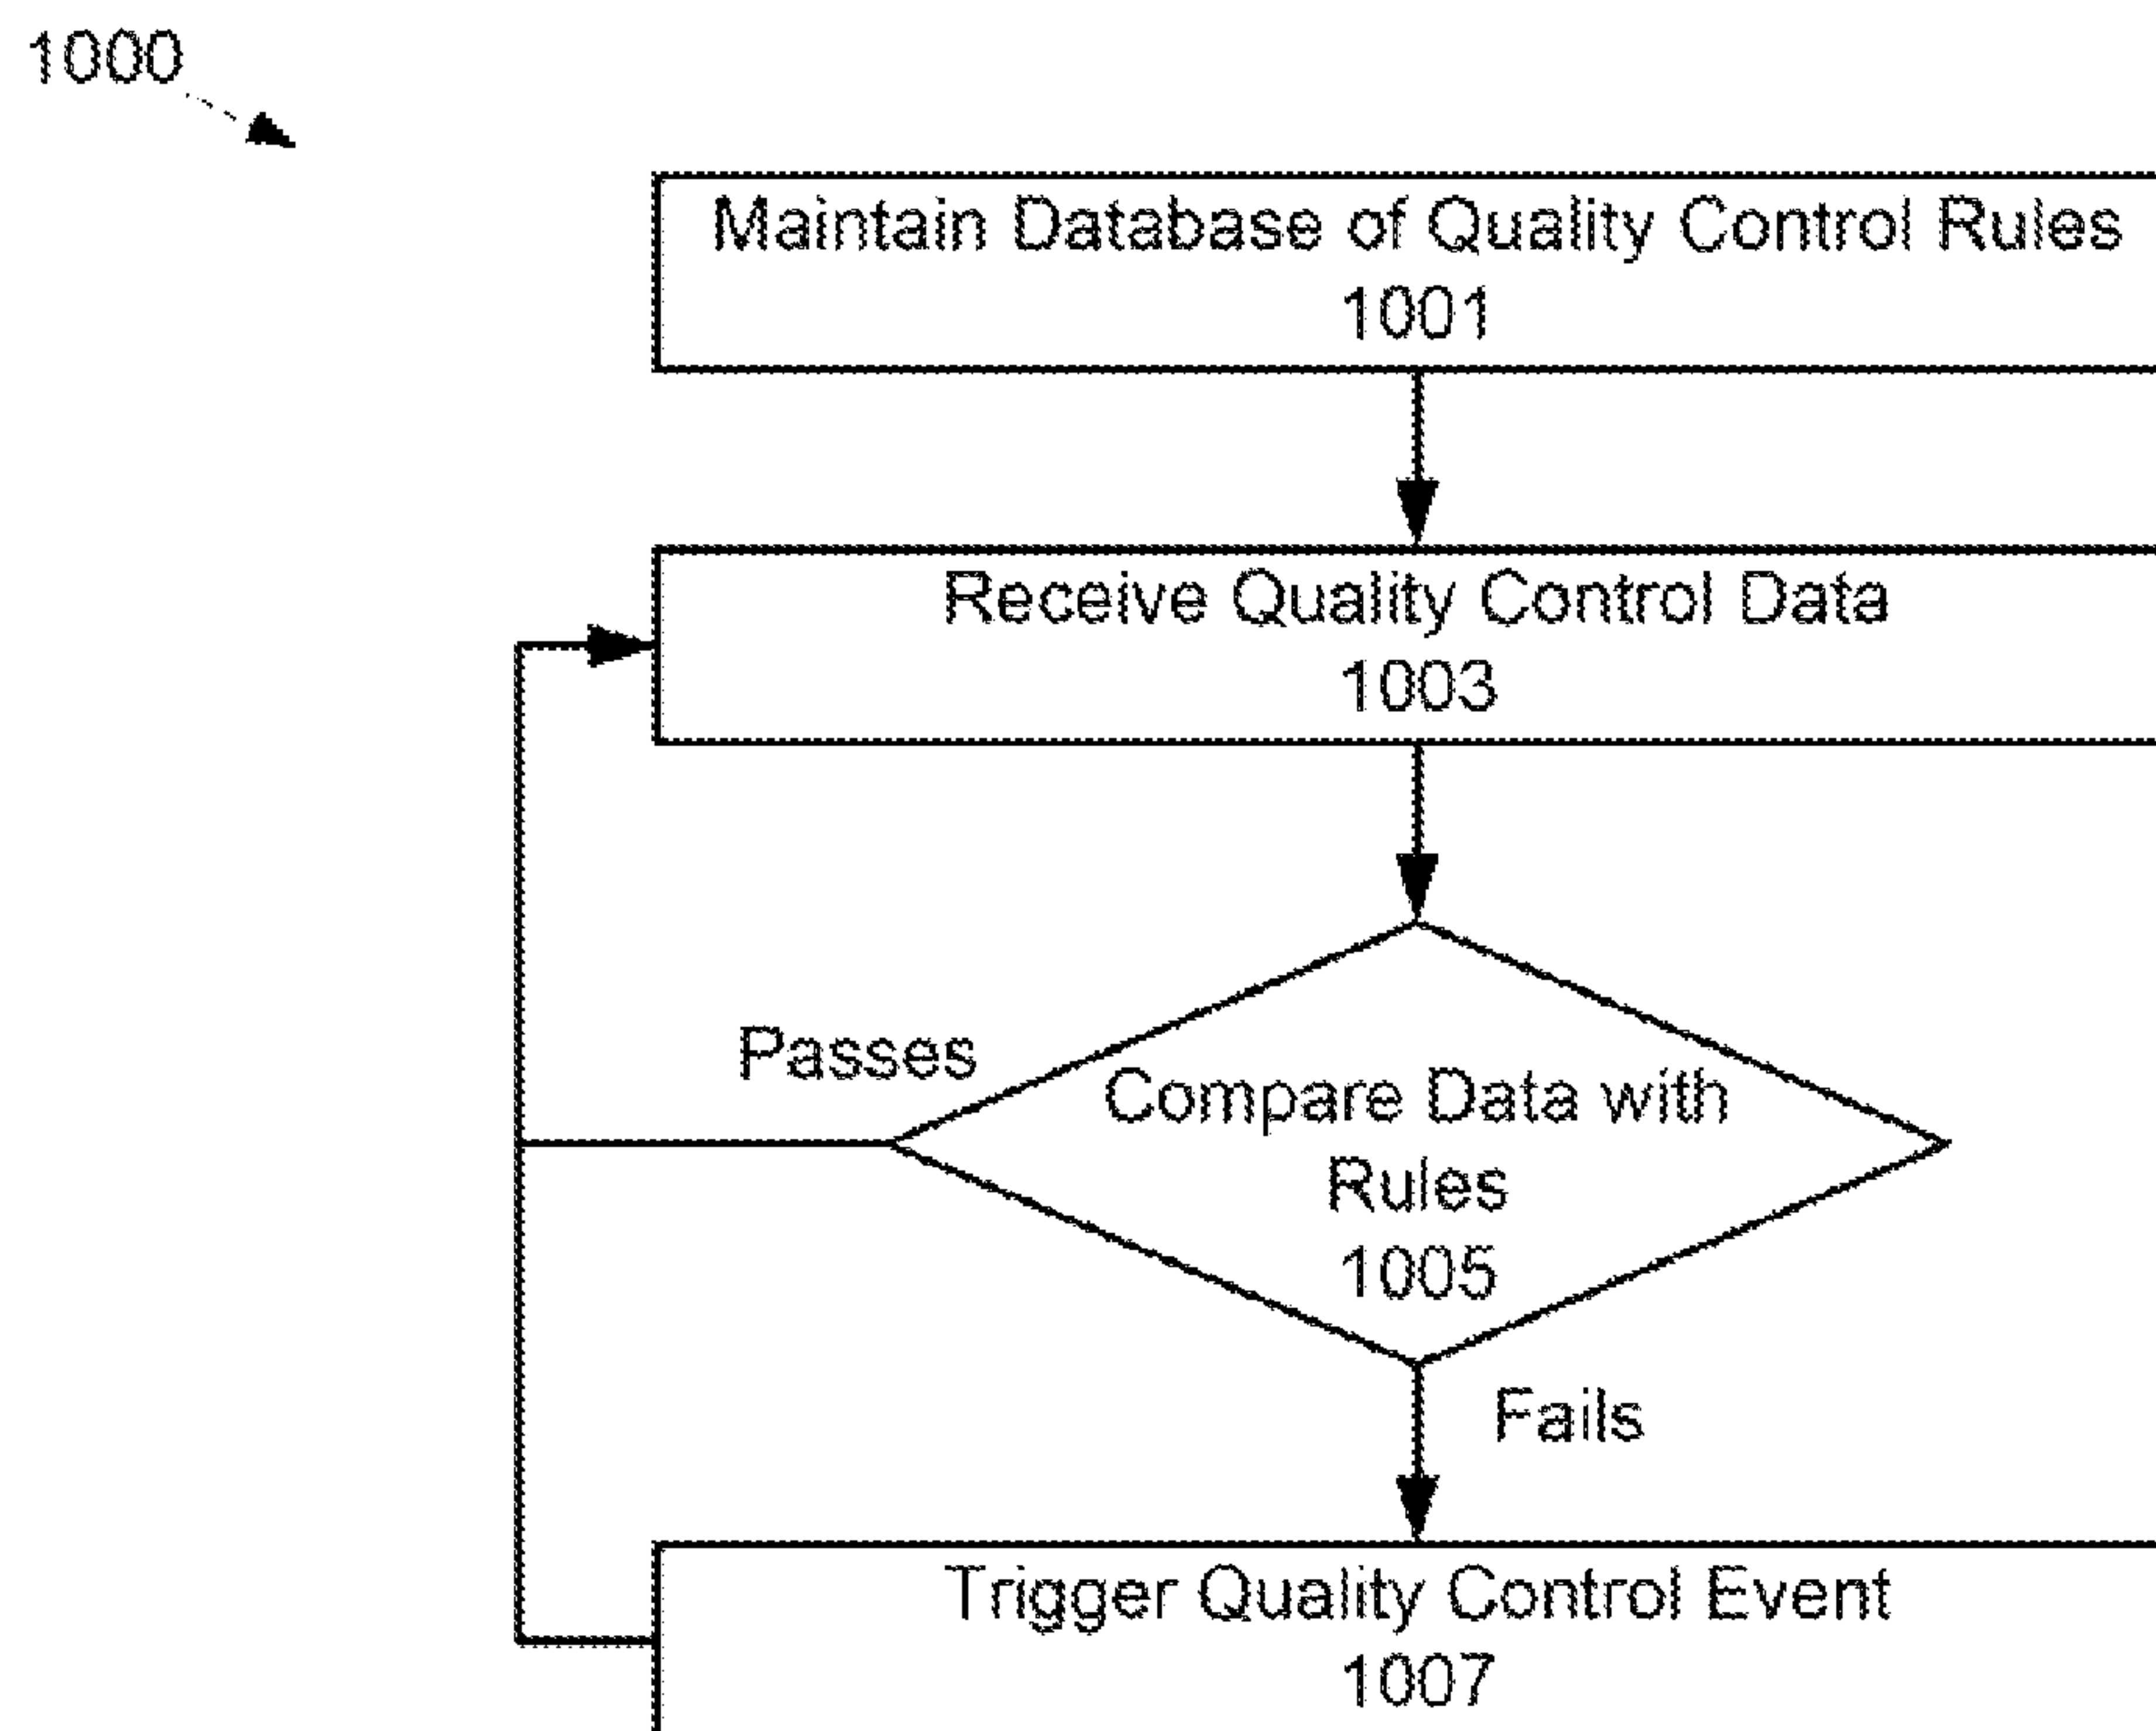 1000
Maintain Database of Quality Control Rules
1001
Receive Quality Control Data
1003
Passes
Compare Data with
Rules
1005
Fails
Trigger Quality Control Event
1007